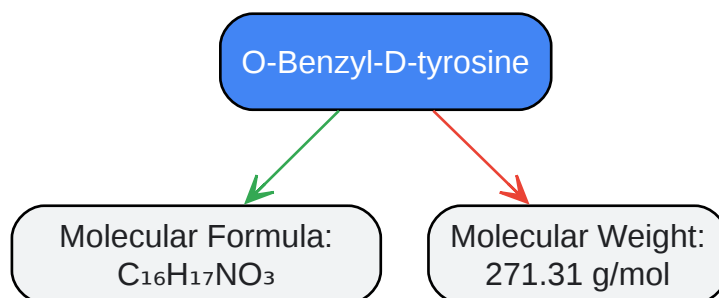 O-Benzyl-D-tyrosine
Molecular Formula:
C₁₆H₁₇NO₃
Molecular Weight:
271.31 g/mol